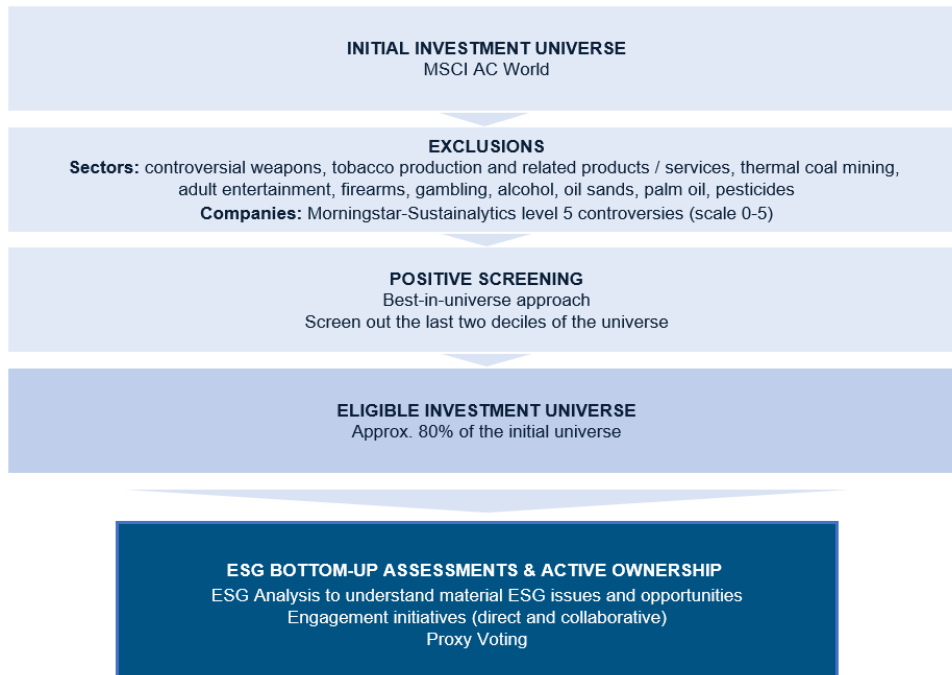 INITIAL INVESTMENT UNIVERSE
MSCI AC World
EXCLUSIONS
Sectors: controversial weapons, tobacco production and related products / services, thermal coal mining,
adult entertainment, firearms, gambling, alcohol, oil sands, palm oil, pesticides
Companies: Morningstar-Sustainalytics level 5 controversies (scale 0-5)
POSITIVE SCREENING
Best-in-universe approach
Screen out the last two deciles of the universe
ELIGIBLE INVESTMENT UNIVERSE
Approx. 80% of the initial universe
ESG BOTTOM-UP ASSESSMENTS & ACTIVE OWNERSHIP
ESG Analysis to understand material ESG issues and opportunities
Engagement initiatives (direct and collaborative)
Proxy Voting